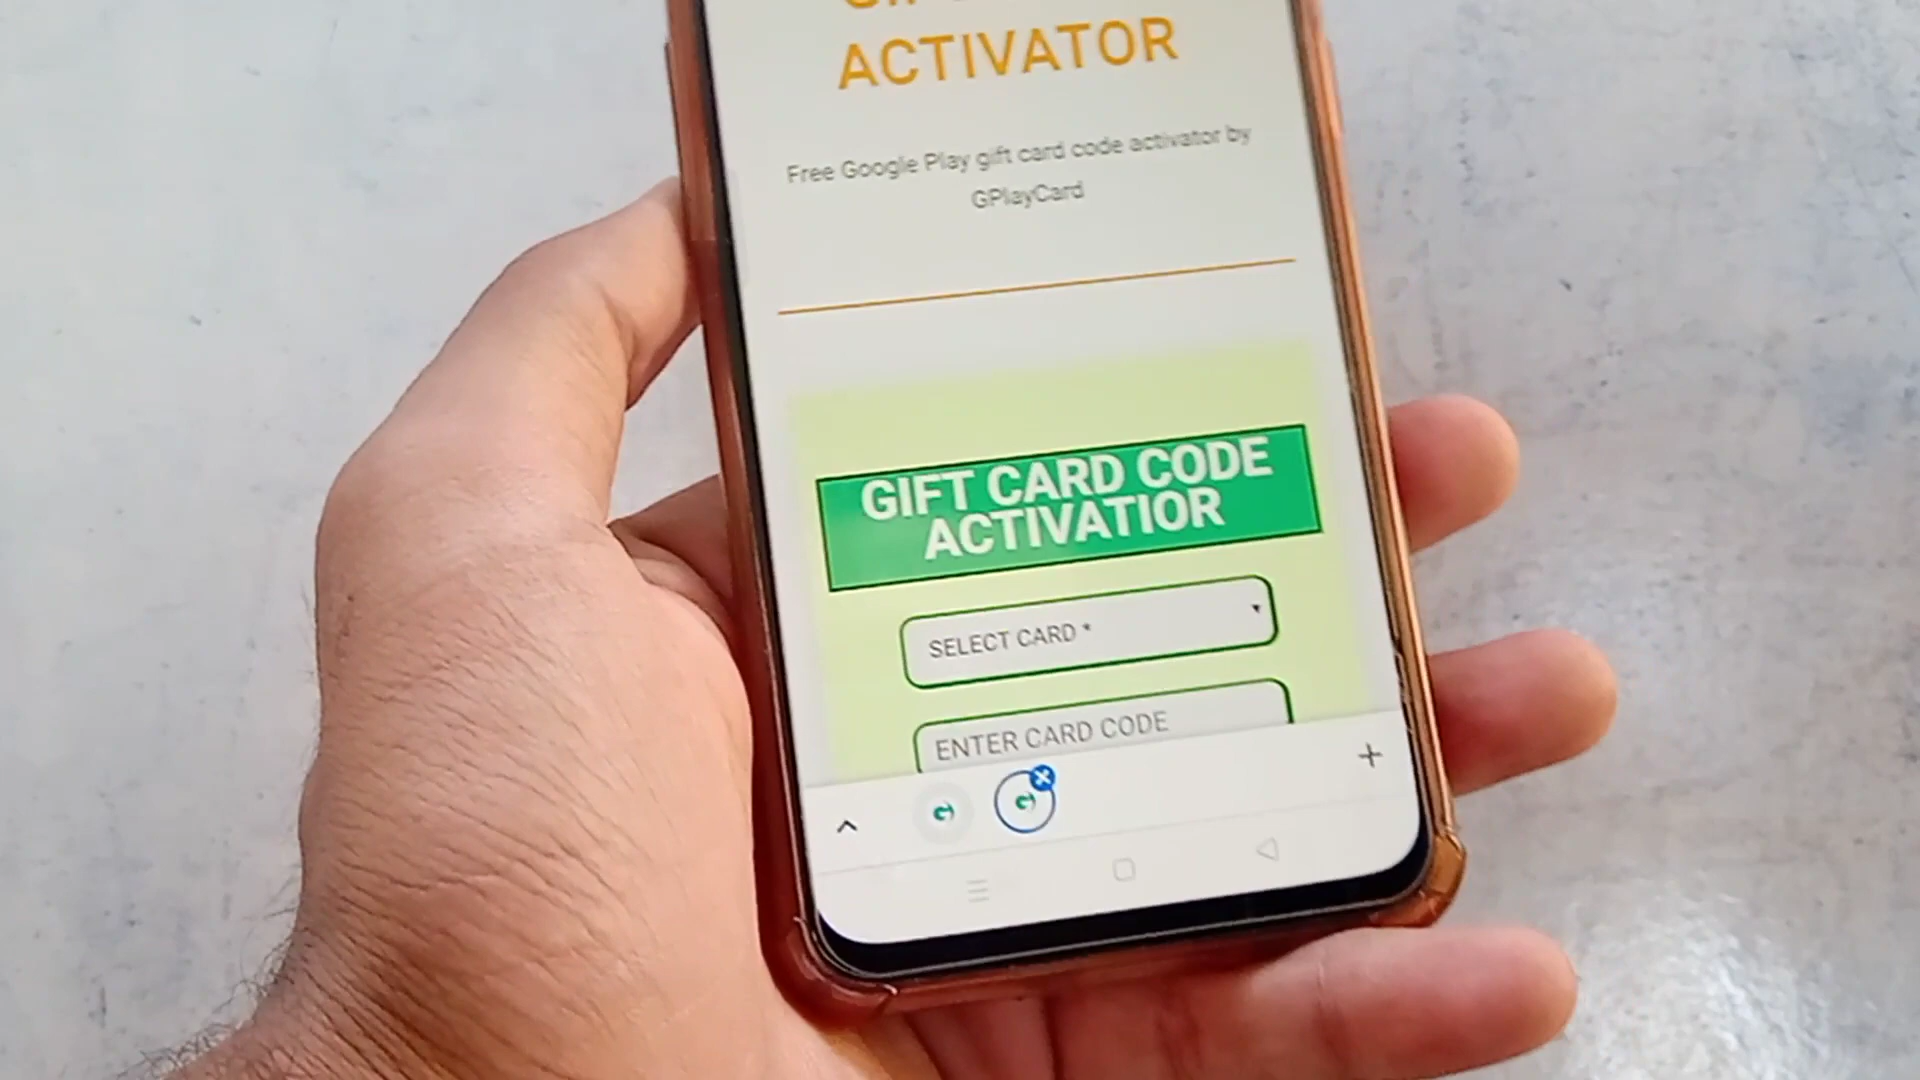 ACTIVATOR
Free Google Play gift card code activator by
GPlayCard
GIFT CARD CODE
ACTIVATIOR
SELECT CARD *
ENTER CARD CODE